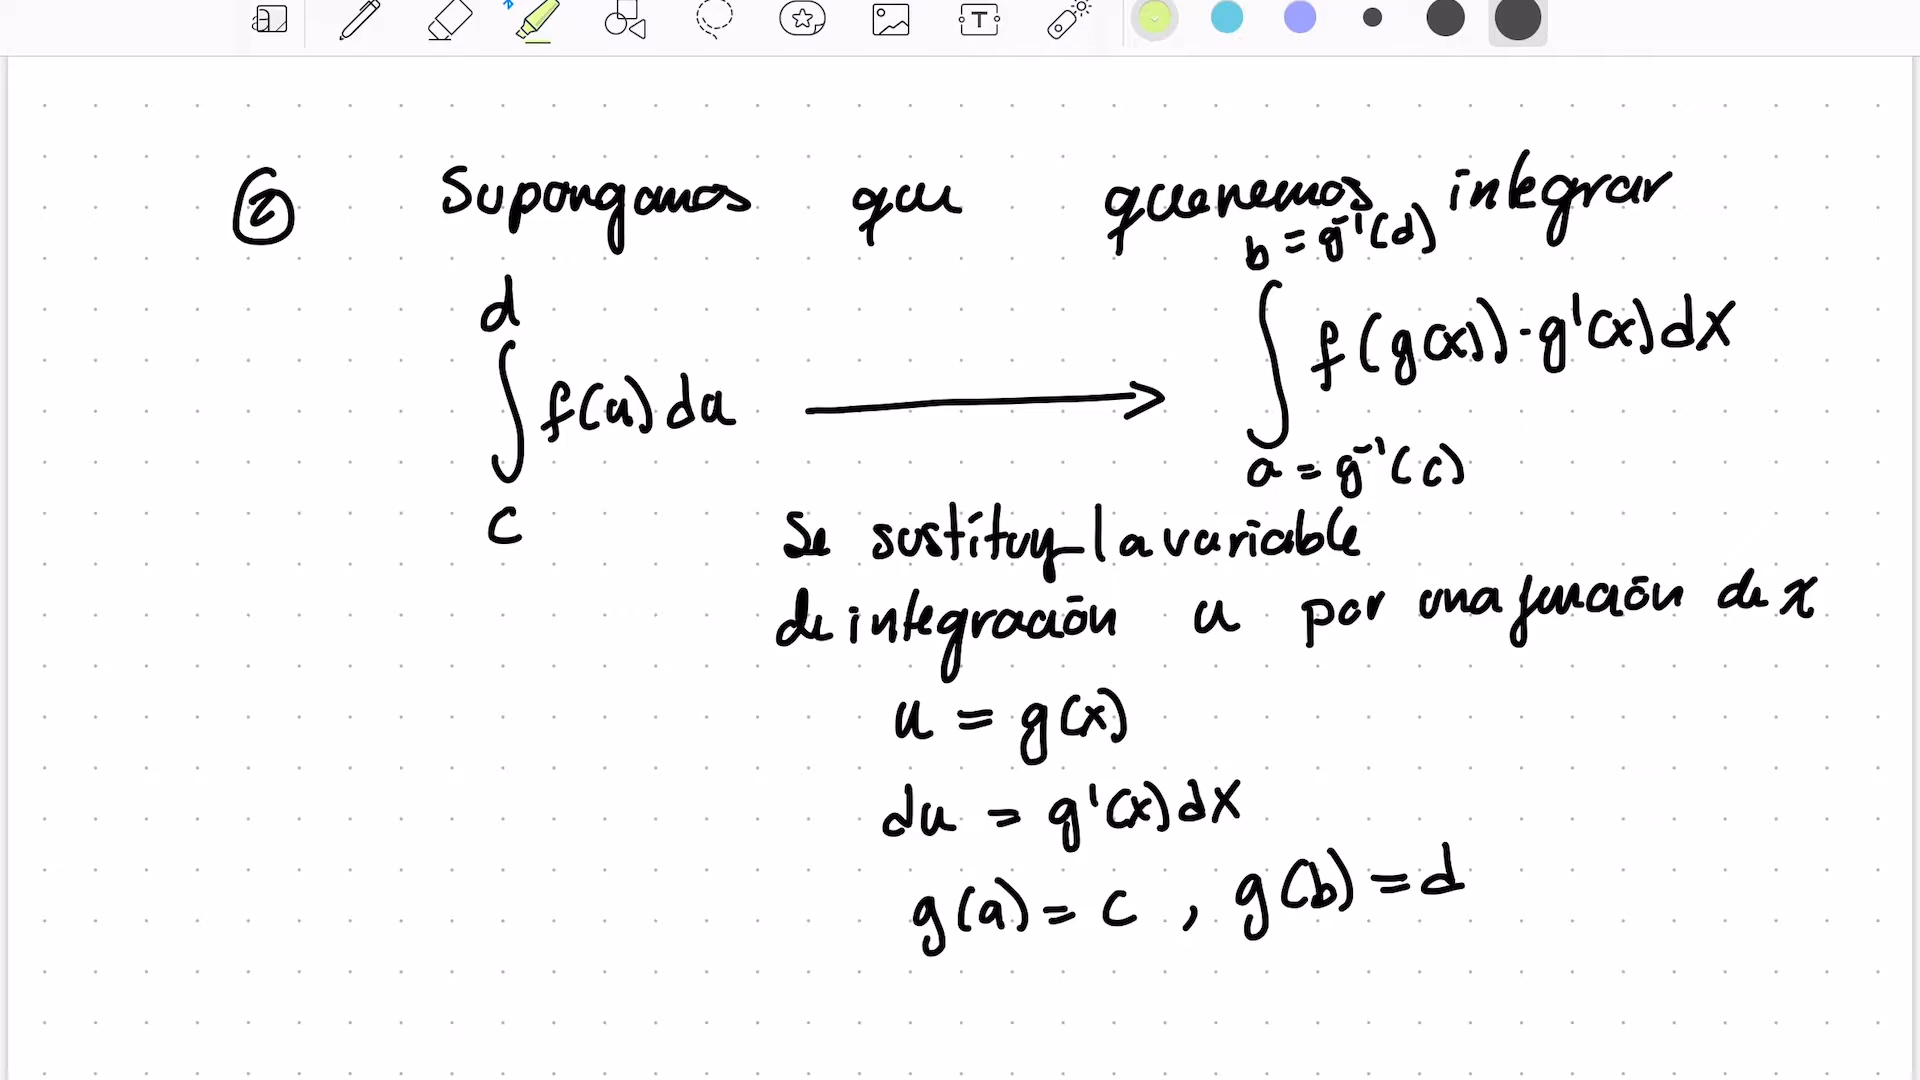 ② Supongamos que queremos integrar
b = g⁻¹(d)
d
∫ f(u) du ⟶ ∫ f(g(x)) · g'(x) dx
c
a = g⁻¹(c)
Se sustituye la variable
de integración u por una función de x
u = g(x)
du = g'(x) dx
g(a) = c , g(b) = d